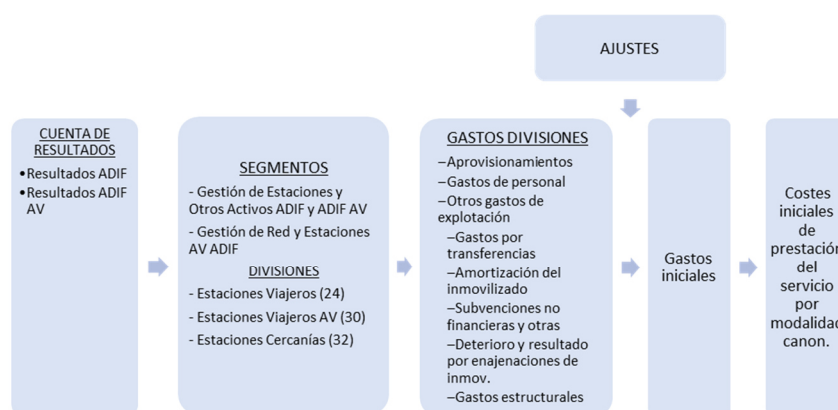 AJUSTES
CUENTA DE
RESULTADOS
•Resultados ADIF
•Resultados ADIF
AV
SEGMENTOS
- Gestión de Estaciones y
Otros Activos ADIF y ADIF AV
- Gestión de Red y Estaciones
AV ADIF
DIVISIONES
- Estaciones Viajeros (24)
- Estaciones Viajeros AV (30)
- Estaciones Cercanías (32)
GASTOS DIVISIONES
–Aprovisionamientos
–Gastos de personal
–Otros gastos de
explotación
–Gastos por
transferencias
–Amortización del
inmovilizado
–Subvenciones no
financieras y otras
–Deterioro y resultado
por enajenaciones de
inmov.
–Gastos estructurales
Gastos
iniciales
Costes
iniciales
de
prestación
del
servicio
por
modalidad
canon.